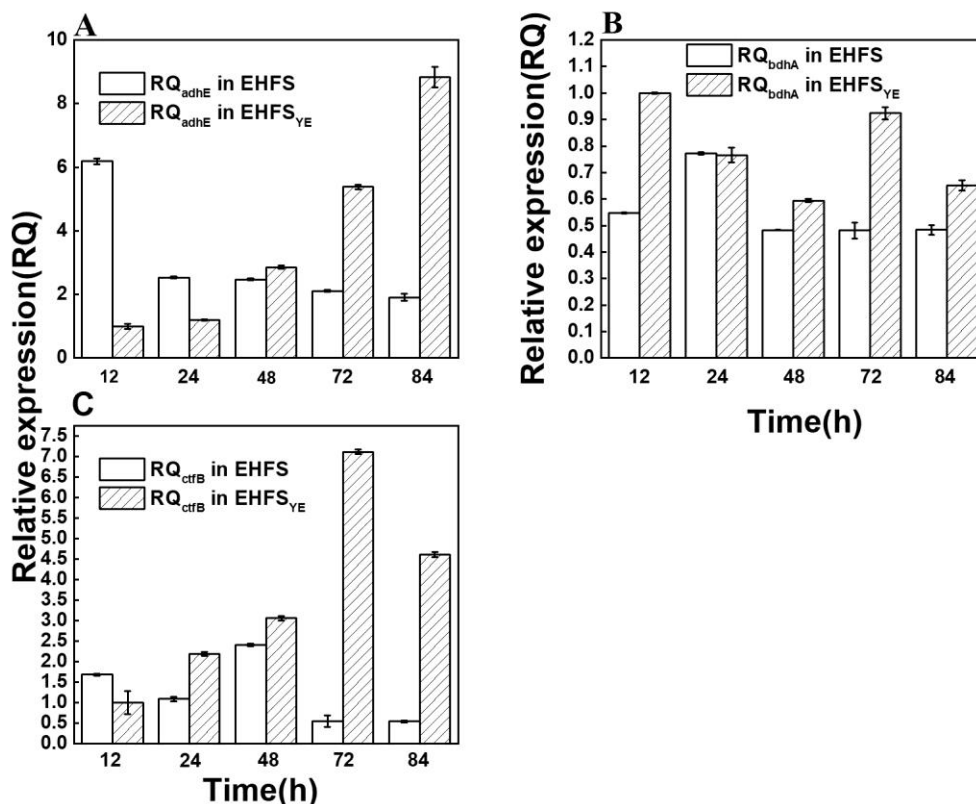 A
Relative expression(RQ)
10
8
6
4
2
0
RQadhE in EHFS
RQadhE in EHFSYE
12 24 48 72 84
B
Relative expression(RQ)
1.2
1.1
1.0
0.9
0.8
0.7
0.6
0.5
0.4
0.3
0.2
0.1
0.0
RQbdhA in EHFS
RQbdhA in EHFSYE
12 24 48 72 84
Time(h)
C
7.5
7.0
6.5
6.0
5.5
5.0
4.5
4.0
3.5
3.0
2.5
2.0
1.5
1.0
0.5
0.0
RQctfB in EHFS
RQctfB in EHFSYE
12 24 48 72 84
Time(h)